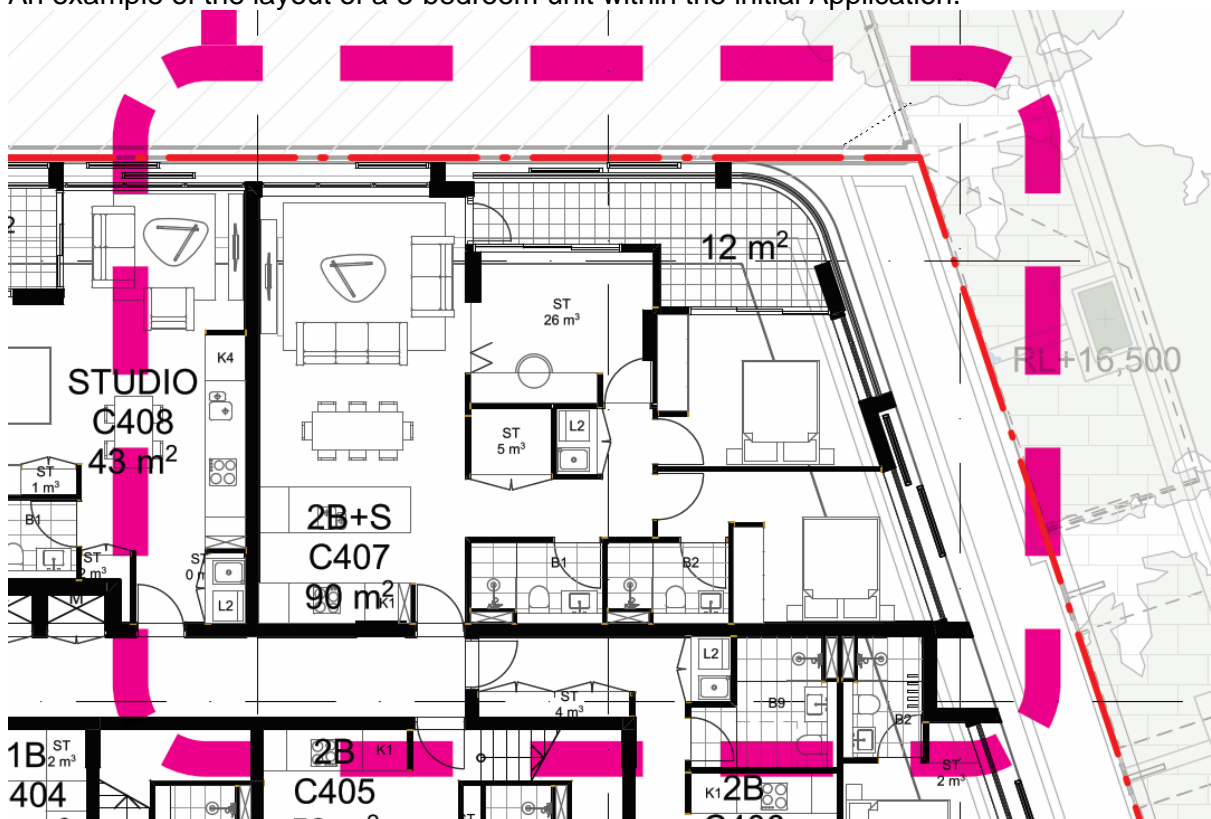 An example of the layout of a 3-bedroom unit within the initial Application.
12 m²
ST
26 m³
RL+16,500
K4
STUDIO
C408
43 m²
L2
ST
5 m³
ST
1 m³
2B+S
C407
90 m²
K1
B1
B1
B2
ST
2 m³
ST
L2
M
L2
ST
4 m³
B9
B2
1B
ST
2 m³
404
2B
K1
C405
K1
2B
ST
2 m³